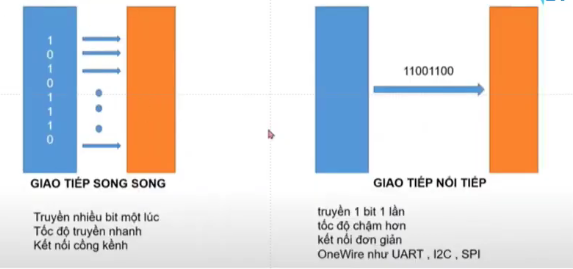 1
0
1
0
1
1
1
0
GIAO TIẾP SONG SONG
Truyền nhiều bit một lúc
Tốc độ truyền nhanh
Kết nối cồng kềnh
11001100
GIAO TIẾP NỐI TIẾP
truyền 1 bit 1 lần
tốc độ chậm hơn
kết nối đơn giản
OneWire như UART , I2C , SPI